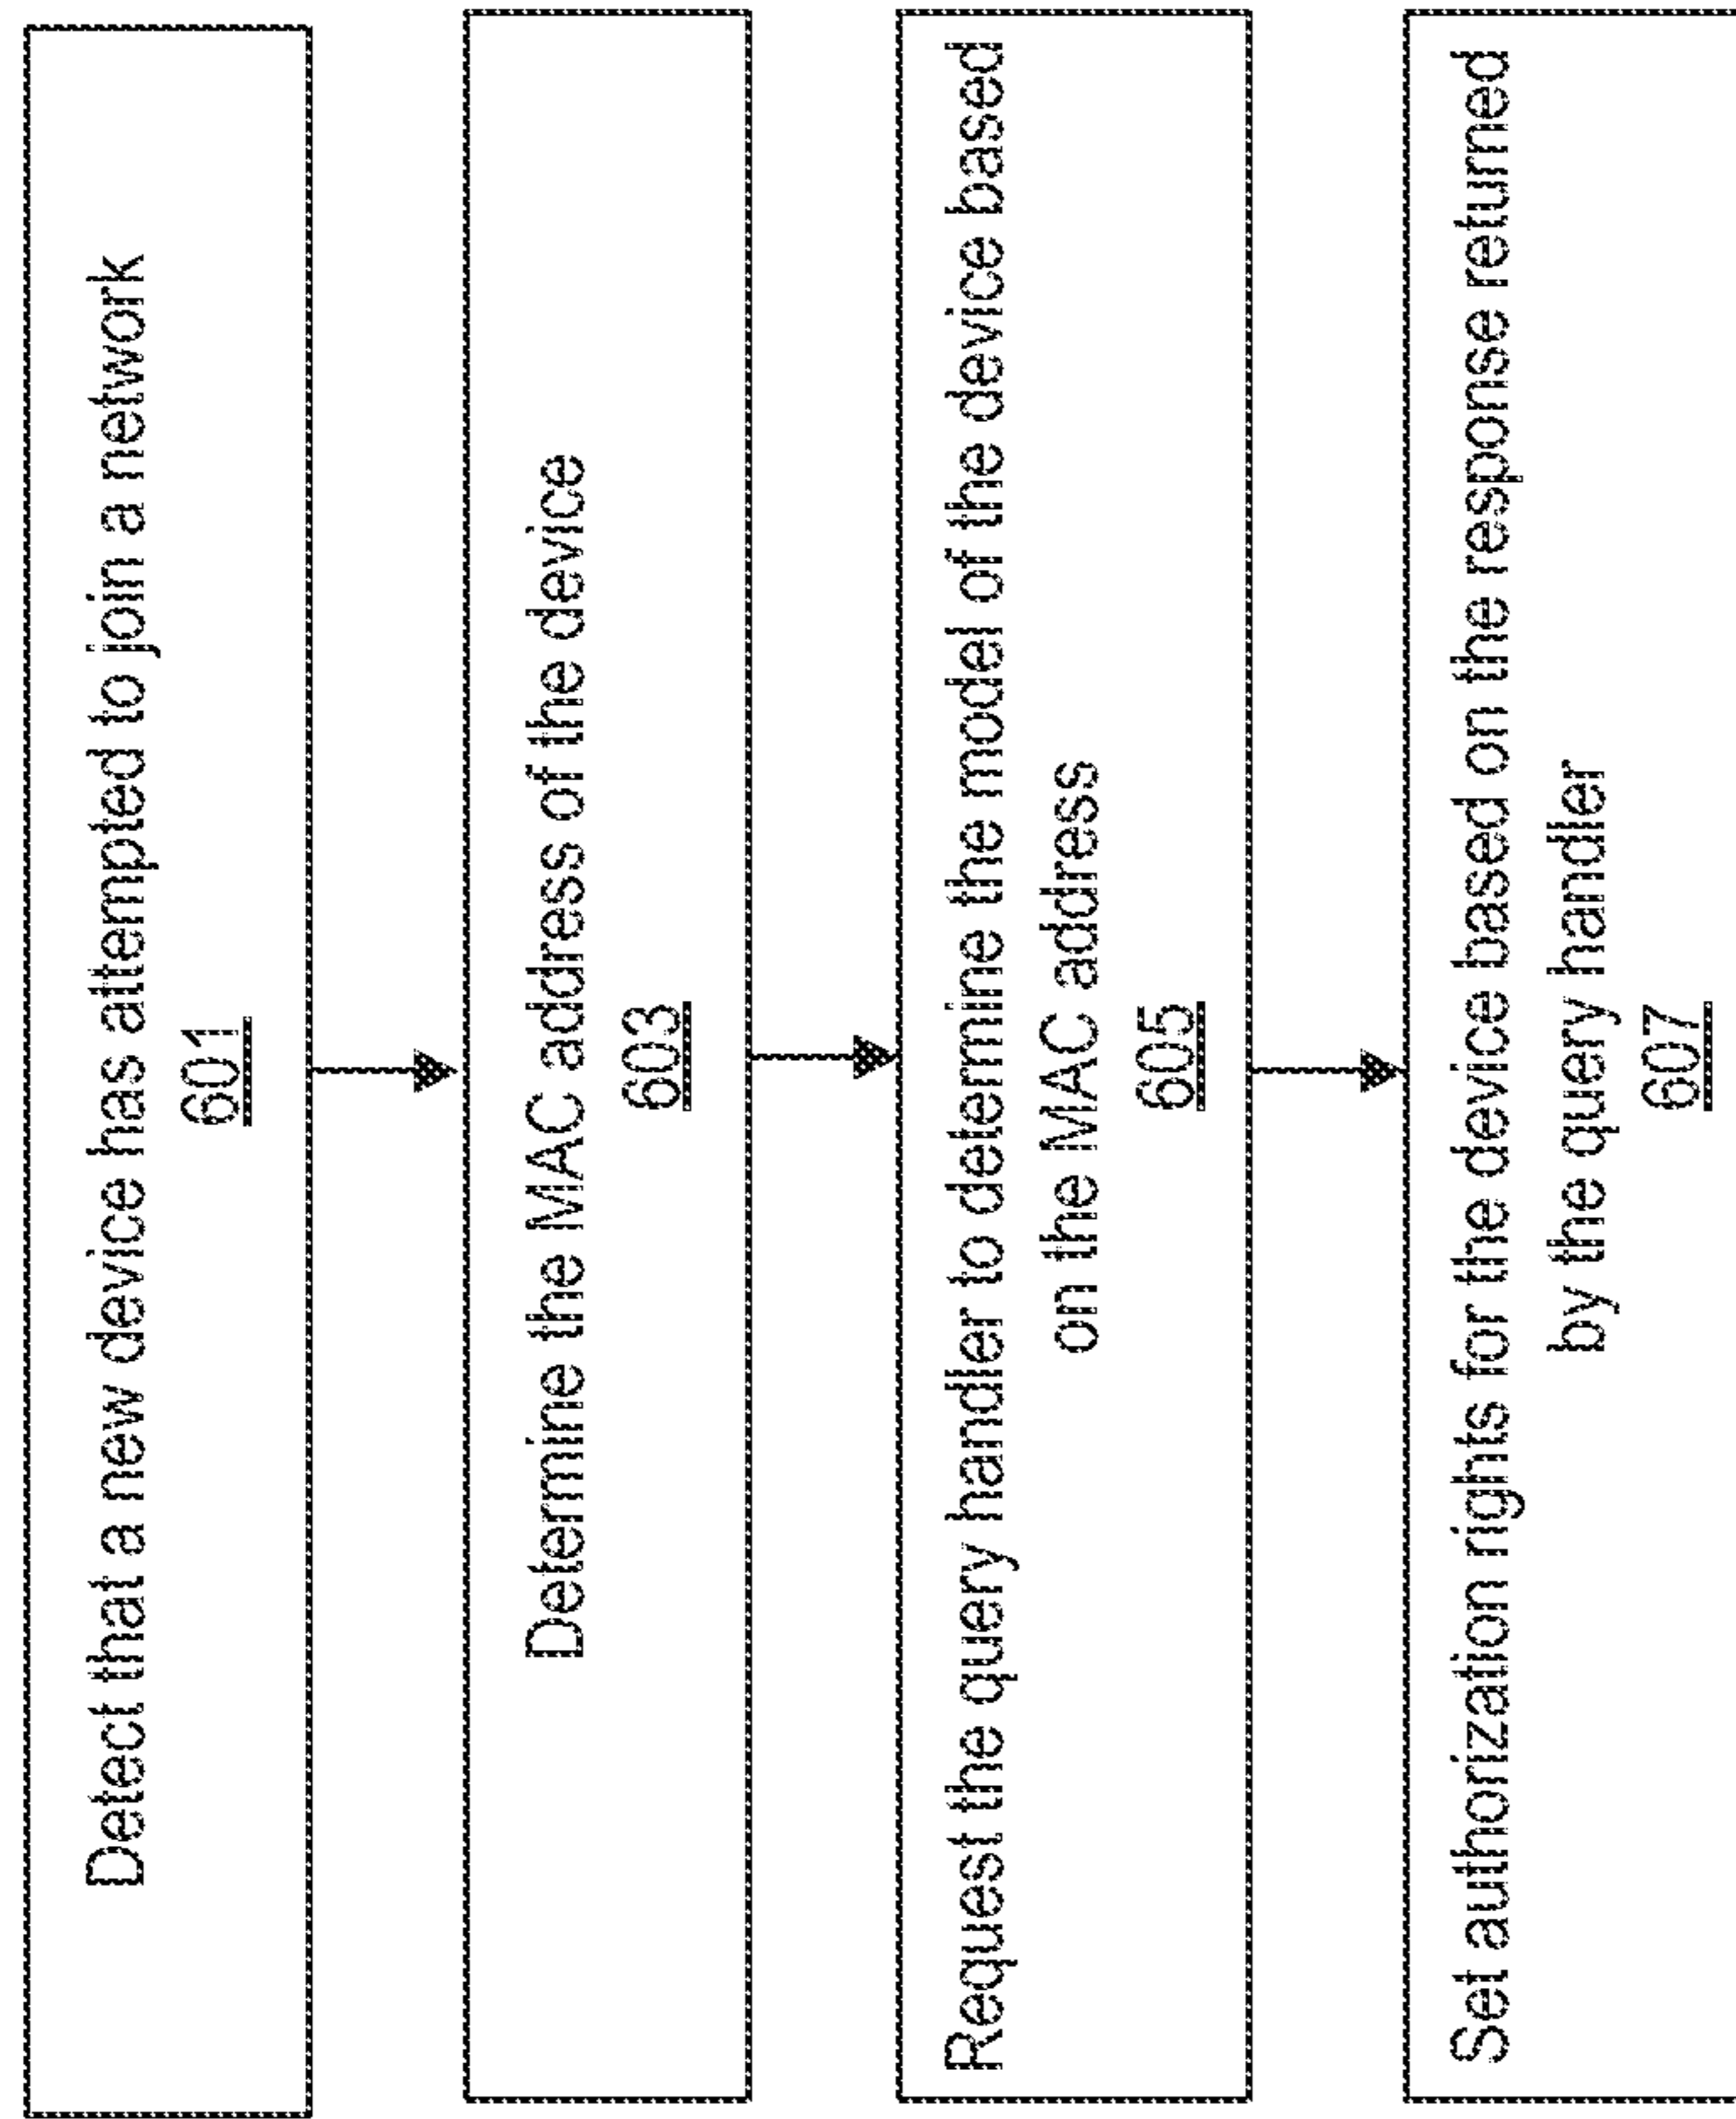 Detect that a new device has attempted to join a network
601
Determine the MAC address of the device
603
Request the query handler to determine the model of the device based
on the MAC address
605
Set authorization rights for the device based on the response returned
by the query handler
607